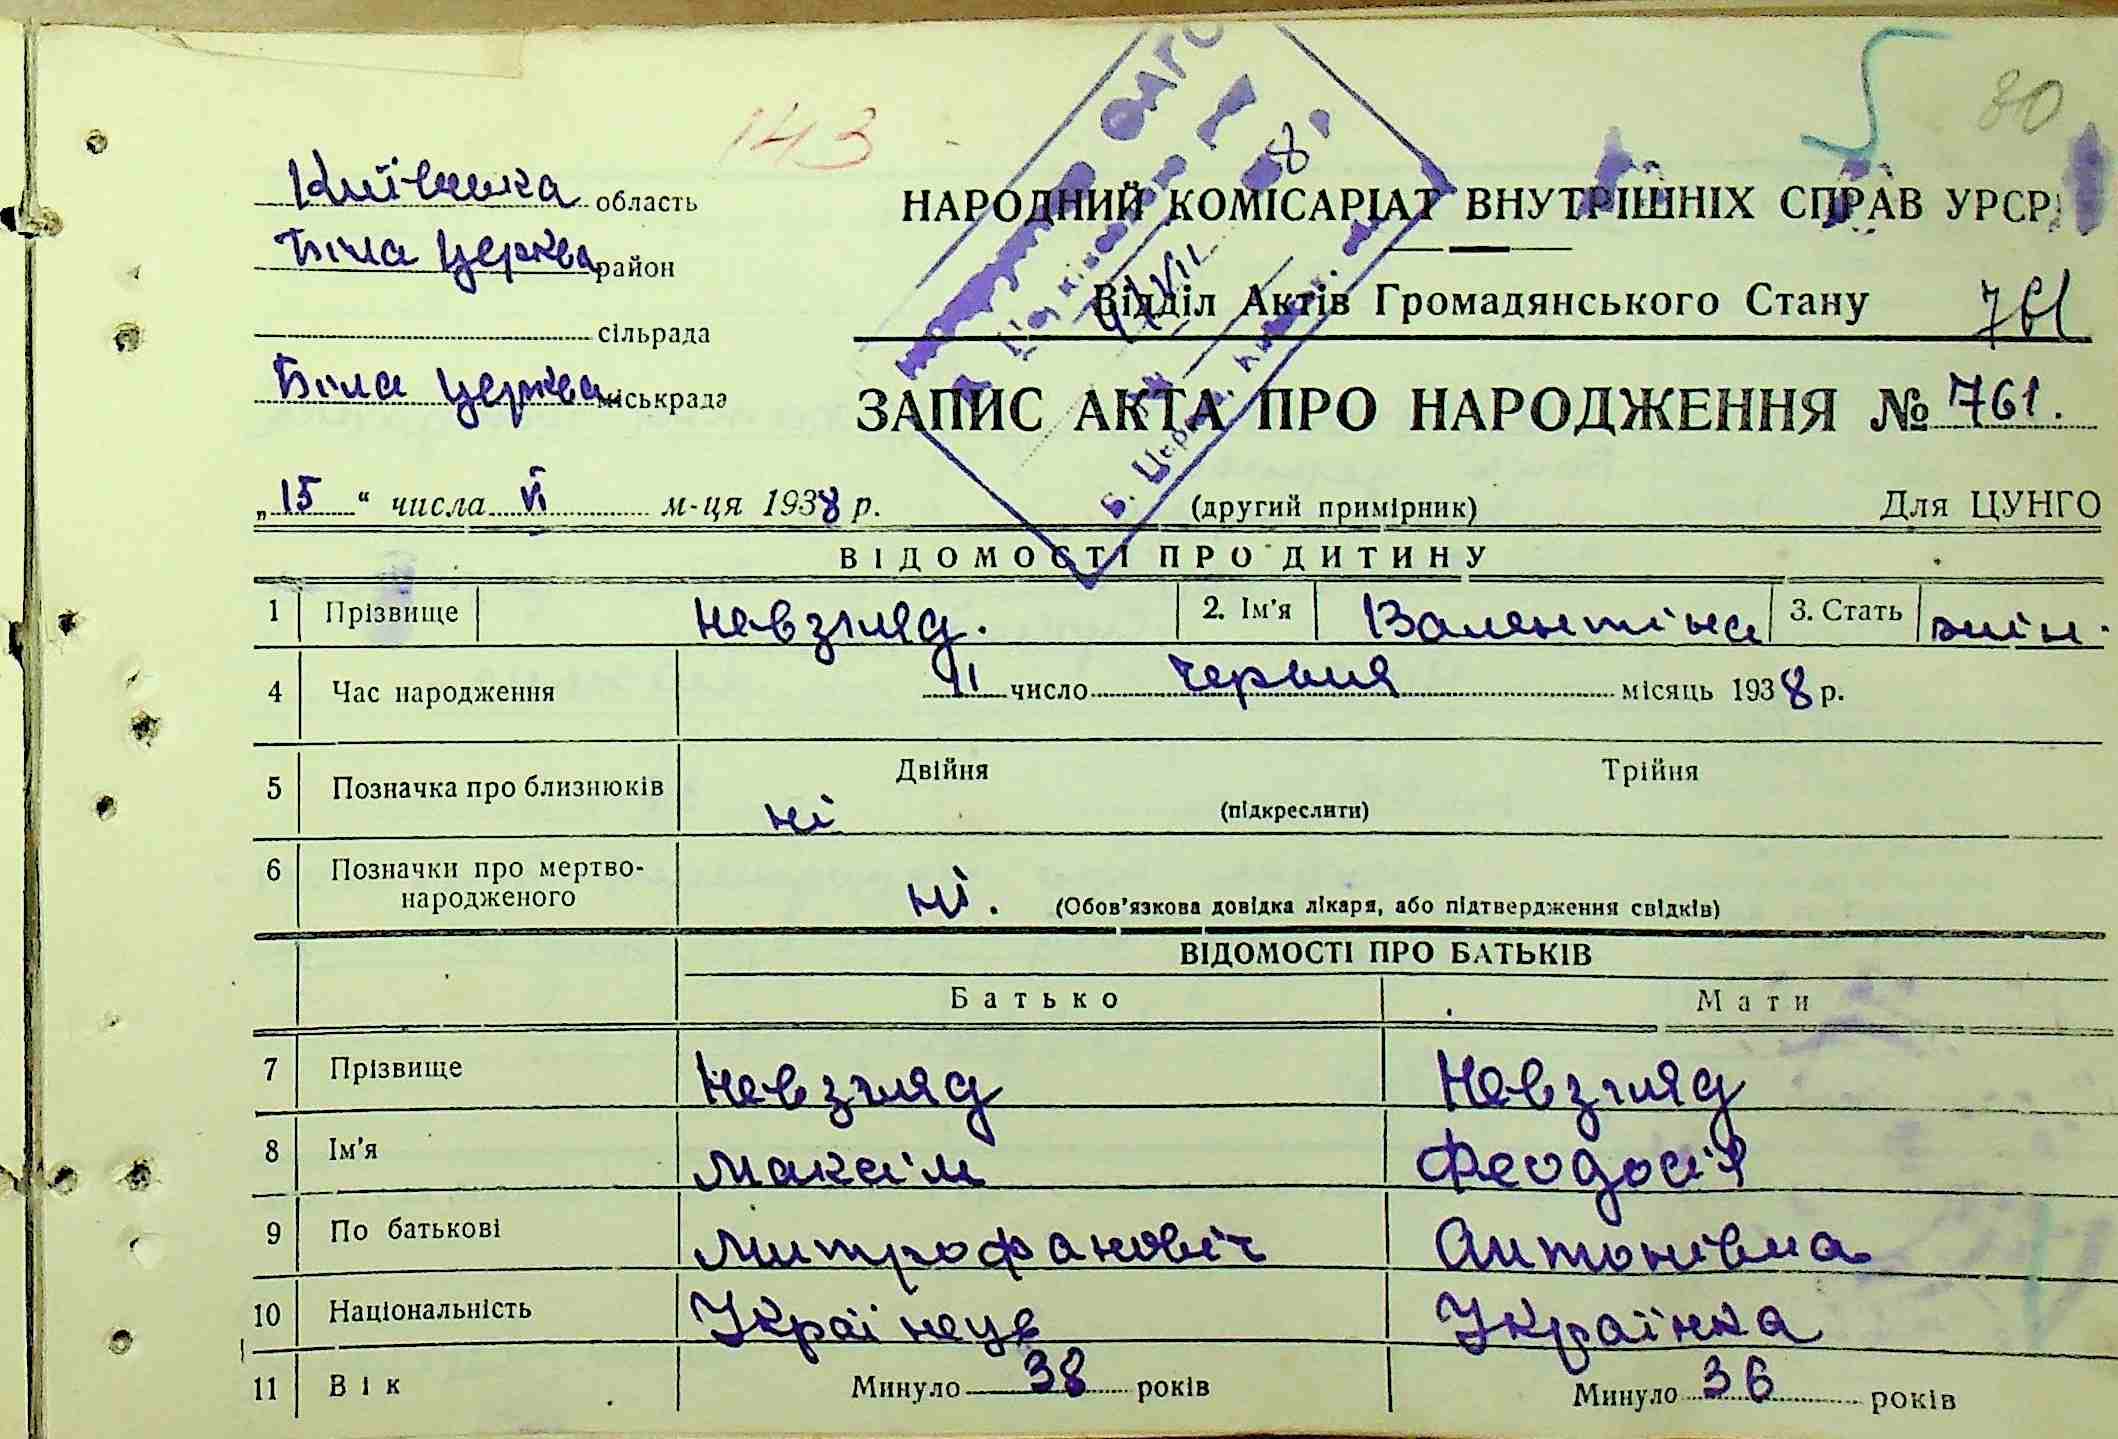 143
80
Київська область
НАРОДНИЙ КОМІСАРІАТ ВНУТРІШНІХ СПРАВ УРСР
Біла Церква район
Відділ Актів Громадянського Стану 761
сільрада
Біла Церква міськрада
ЗАПИС АКТА ПРО НАРОДЖЕННЯ № 761.
„15“ числа VI м-ця 1938 р. (другий примірник) Для ЦУНГО
ВІДОМОСТІ ПРО ДИТИНУ
1 Прізвище Невзгляд. 2. Ім'я Валентіна 3. Стать жін.
4 Час народження 11 число червня місяць 1938 р.
5 Позначка про близнюків ні Двійня (підкреслити) Трійня
6 Позначки про мертво-
народженого ні. (Обов'язкова довідка лікаря, або підтвердження свідків)
ВІДОМОСТІ ПРО БАТЬКІВ
Батько Мати
7 Прізвище Невзгляд Невзгляд
8 Ім'я Максім Феодосія
9 По батькові Митрофановіч Антонівна
10 Національність Українець Українка
11 Вік Минуло 38 років Минуло 36 років